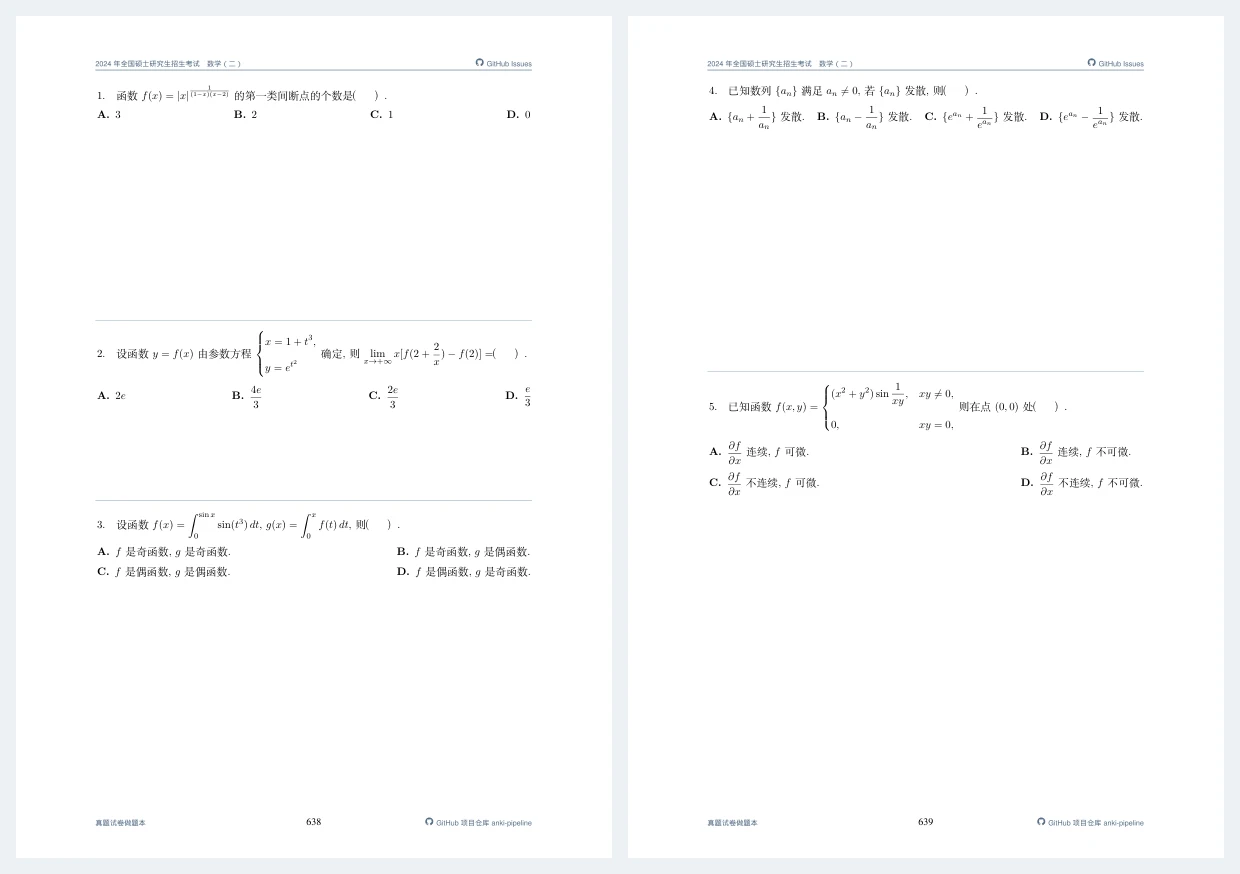 2024 年全国硕士研究生招生考试 数学（二） GitHub Issues
1. 函数 f(x) = |x|^{\frac{1}{(1−x)(x−2)}} 的第一类间断点的个数是( ) .
A. 3 B. 2 C. 1 D. 0
2. 设函数 y = f(x) 由参数方程 \begin{cases} x = 1 + t^3, \\ y = e^{t^2} \end{cases} 确定, 则 \lim_{x→+∞} x[f(2 + \frac{2}{x}) − f(2)] =( ) .
A. 2e B. \frac{4e}{3} C. \frac{2e}{3} D. \frac{e}{3}
3. 设函数 f(x) = \int_0^{\sin x} \sin(t^3) dt, g(x) = \int_0^x f(t) dt, 则( ) .
A. f 是奇函数, g 是奇函数. B. f 是奇函数, g 是偶函数.
C. f 是偶函数, g 是偶函数. D. f 是偶函数, g 是奇函数.
真题试卷做题本 638 GitHub 项目仓库 anki-pipeline
2024 年全国硕士研究生招生考试 数学（二） GitHub Issues
4. 已知数列 {a_n} 满足 a_n ≠ 0, 若 {a_n} 发散, 则( ) .
A. {a_n + \frac{1}{a_n}} 发散. B. {a_n − \frac{1}{a_n}} 发散. C. {e^{a_n} + \frac{1}{e^{a_n}}} 发散. D. {e^{a_n} − \frac{1}{e^{a_n}}} 发散.
5. 已知函数 f(x, y) = \begin{cases} (x^2 + y^2) \sin \frac{1}{xy}, & xy ≠ 0, \\ 0, & xy = 0, \end{cases} 则在点 (0, 0) 处( ) .
A. \frac{∂f}{∂x} 连续, f 可微. B. \frac{∂f}{∂x} 连续, f 不可微.
C. \frac{∂f}{∂x} 不连续, f 可微. D. \frac{∂f}{∂x} 不连续, f 不可微.
真题试卷做题本 639 GitHub 项目仓库 anki-pipeline